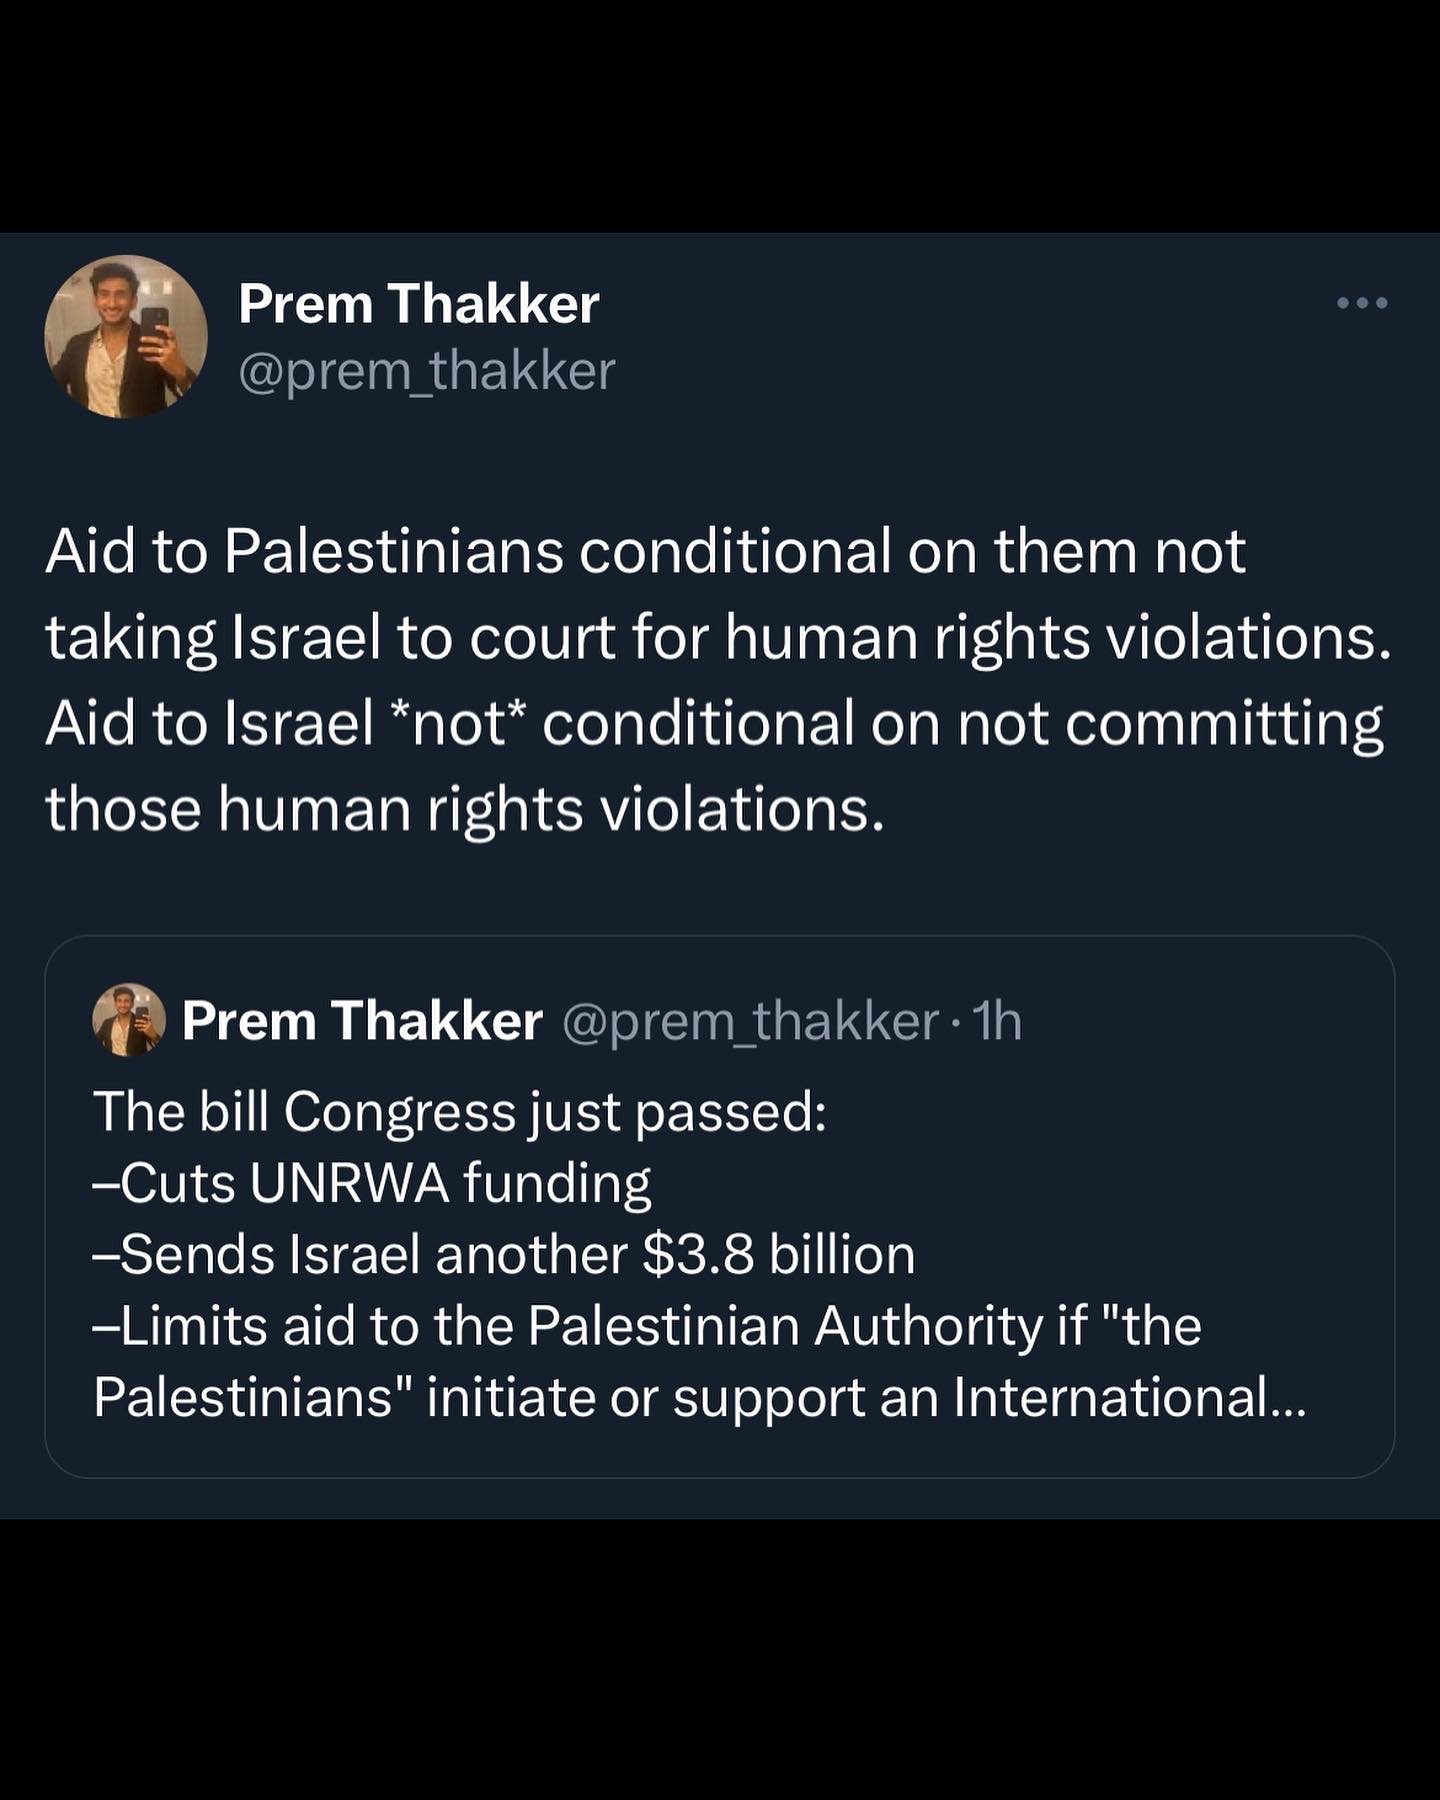 Prem Thakker
@prem_thakker
Aid to Palestinians conditional on them not
taking Israel to court for human rights violations.
Aid to Israel *not* conditional on not committing
those human rights violations.
Prem Thakker @prem_thakker · 1h
The bill Congress just passed:
–Cuts UNRWA funding
–Sends Israel another $3.8 billion
–Limits aid to the Palestinian Authority if "the
Palestinians" initiate or support an International...